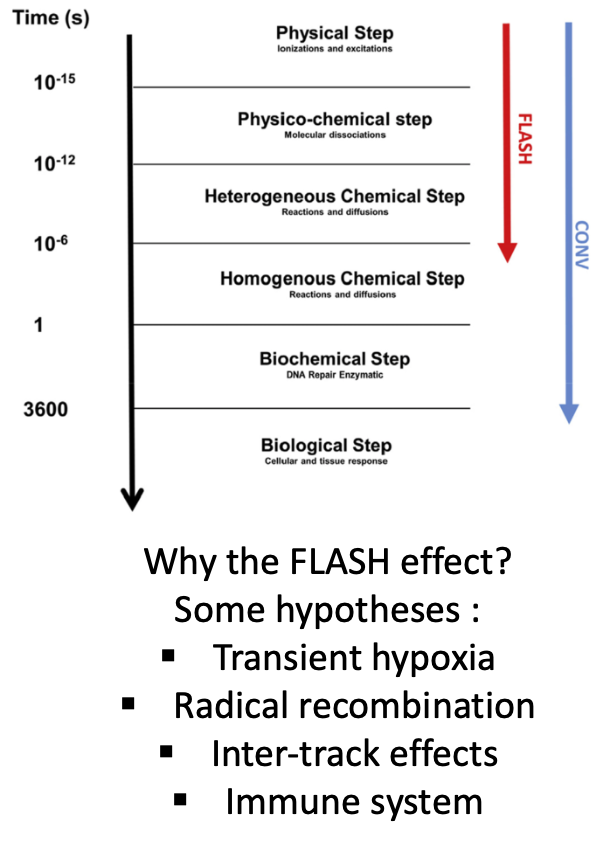 Time (s)
Physical Step
Ionizations and excitations
10⁻¹⁵
Physico-chemical step
Molecular dissociations
10⁻¹²
Heterogeneous Chemical Step
Reactions and diffusions
10⁻⁶
Homogenous Chemical Step
Reactions and diffusions
1
Biochemical Step
DNA Repair Enzymatic
3600
Biological Step
Cellular and tissue response
FLASH
CONV
Why the FLASH effect?
Some hypotheses :
▪ Transient hypoxia
▪ Radical recombination
▪ Inter-track effects
▪ Immune system